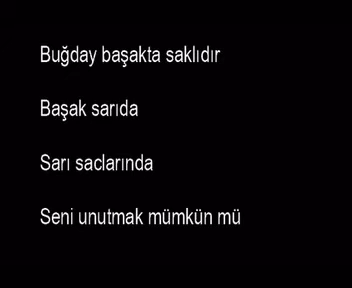 Buğday başakta saklıdır
Başak sarıda
Sarı saclarında
Seni unutmak mümkün mü